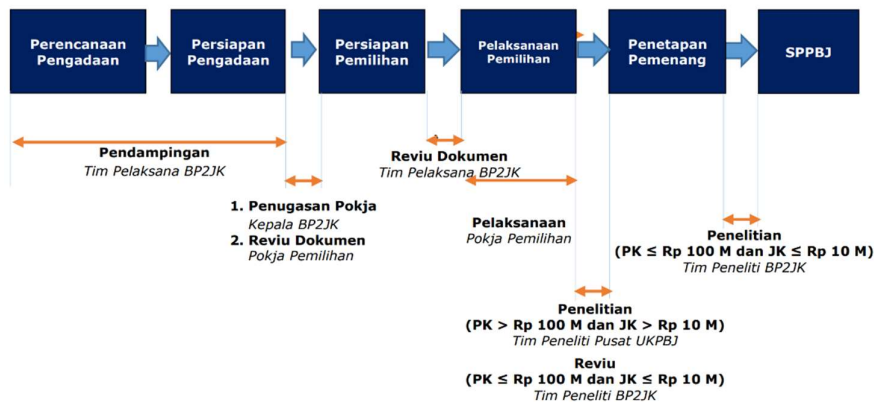 Perencanaan
Pengadaan
Persiapan
Pengadaan
Persiapan
Pemilihan
Pelaksanaan
Pemilihan
Penetapan
Pemenang
SPPBJ
Pendampingan
Tim Pelaksana BP2JK
1. Penugasan Pokja
Kepala BP2JK
2. Reviu Dokumen
Pokja Pemilihan
Reviu Dokumen
Tim Pelaksana BP2JK
Pelaksanaan
Pokja Pemilihan
Penelitian
(PK > Rp 100 M dan JK > Rp 10 M)
Tim Peneliti Pusat UKPBJ
Reviu
(PK ≤ Rp 100 M dan JK ≤ Rp 10 M)
Tim Peneliti BP2JK
Penelitian
(PK ≤ Rp 100 M dan JK ≤ Rp 10 M)
Tim Peneliti BP2JK